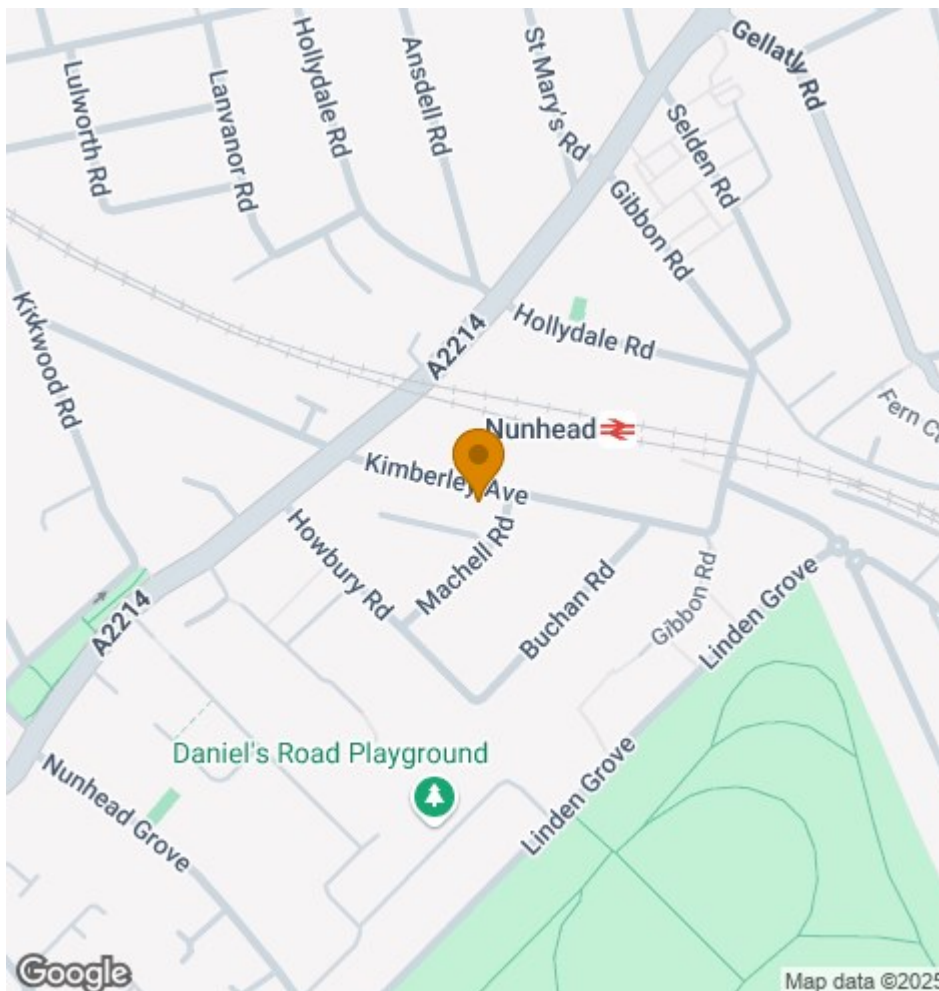 Lulworth Rd
Lanvanor Rd
Hollydale Rd
Ansdell Rd
St Mary's Rd
Gellatly Rd
Selden Rd
Gibbon Rd
Kirkwood Rd
A2214
Hollydale Rd
Nunhead
Kimberley Ave
Howbury Rd
Machell Rd
Buchan Rd
Gibbon Rd
Linden Grove
A2214
Daniel's Road Playground
Linden Grove
Nunhead Grove
Fern
Google
Map data ©2025